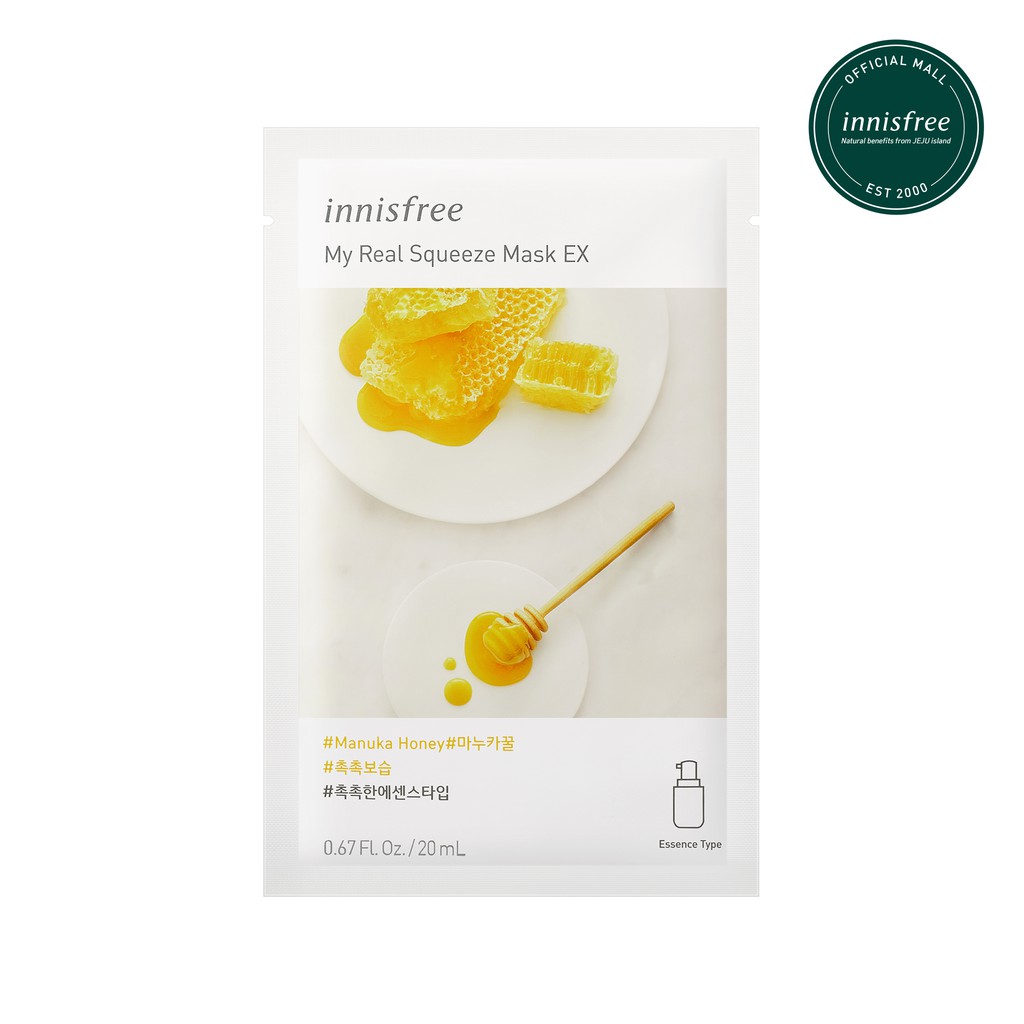 OFFICIAL MALL
innisfree
Natural benefits from JEJU island
EST 2000
innisfree
My Real Squeeze Mask EX
#Manuka Honey#마누카꿀
#촉촉보습
#촉촉한에센스타입
0.67 Fl. Oz. / 20 mL
Essence Type